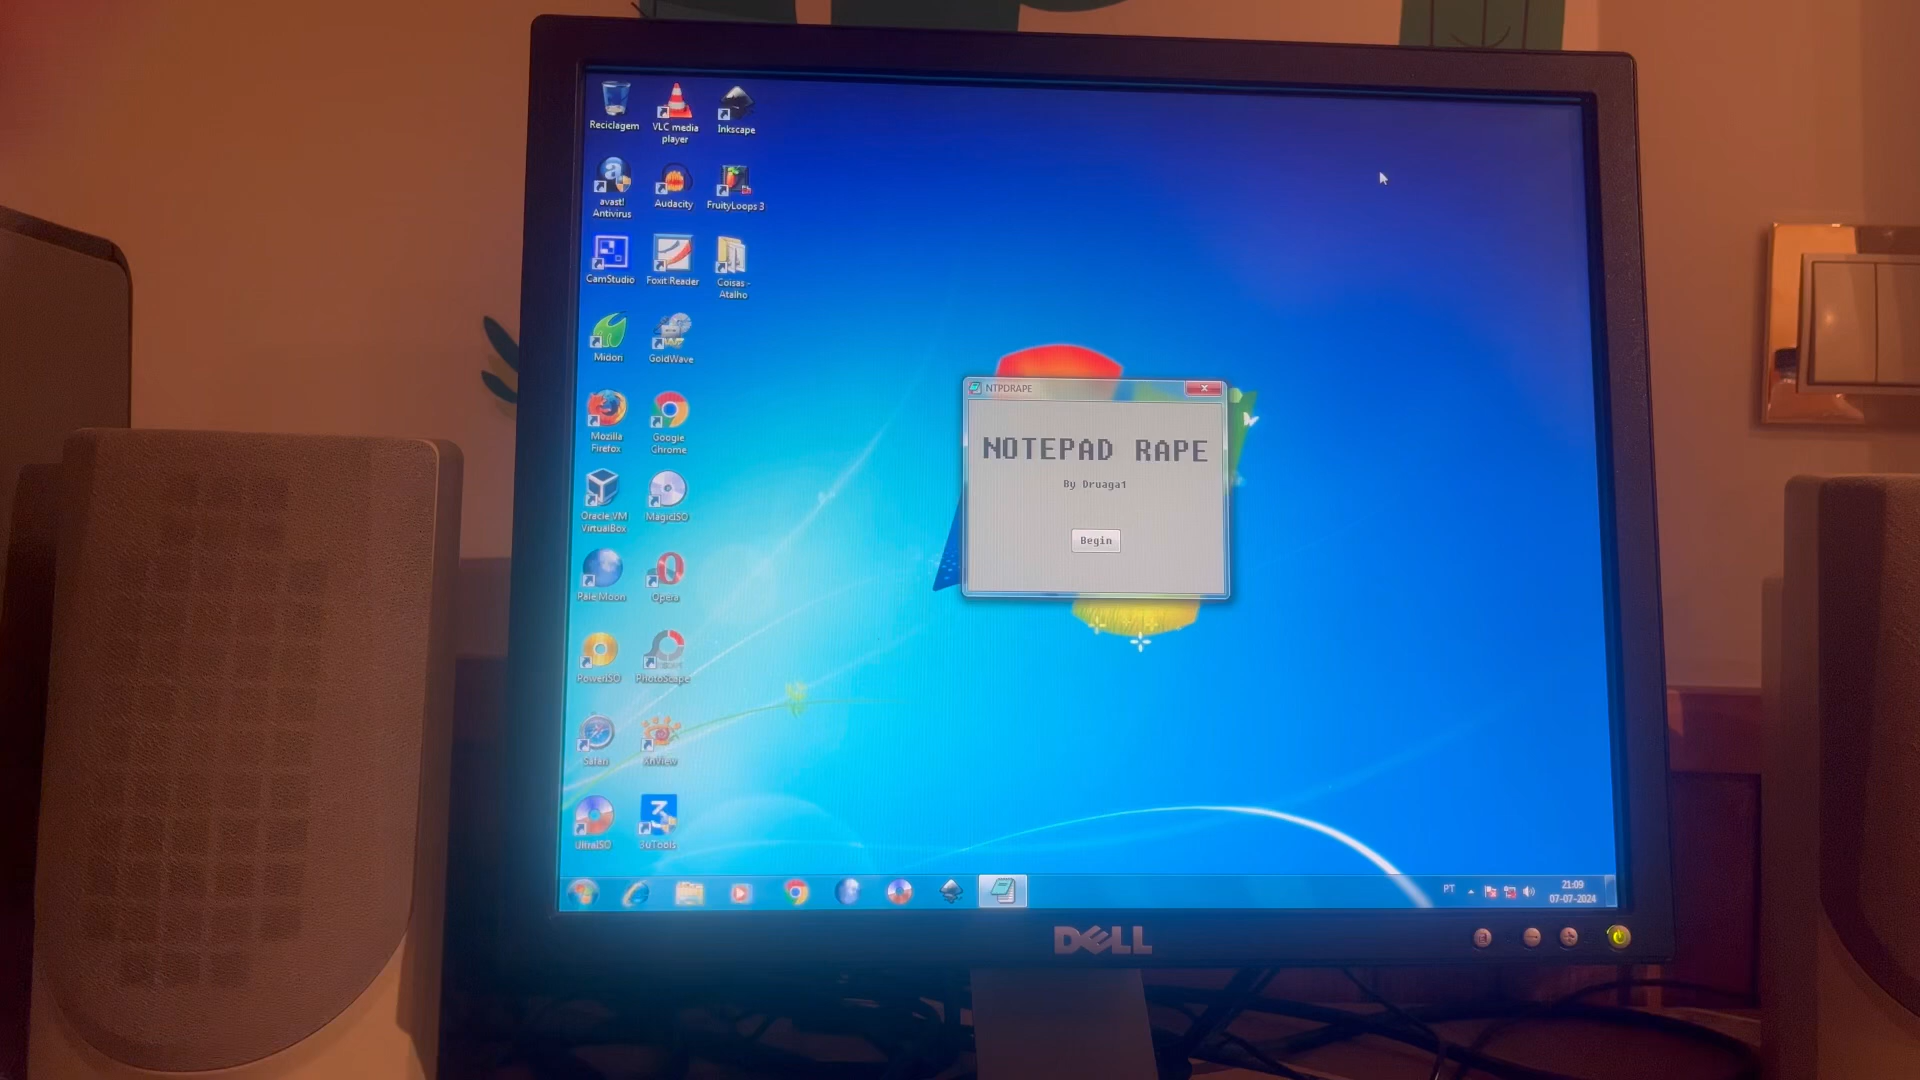 Reciclagem
VLC media
player
Inkscape
avast!
Antivirus
Audacity
FruityLoops 3
CamStudio
Foxit Reader
Coisas -
Atalho
Midori
GoldWave
Mozilla
Firefox
Google
Chrome
Oracle VM
VirtualBox
MagicISO
Pale Moon
Opera
PowerISO
PhotoScape
Safari
XnView
UltraISO
3uTools
NTPDRAPE
NOTEPAD RAPE
By Druaga1
Begin
PT
21:09
07-07-2024
DELL